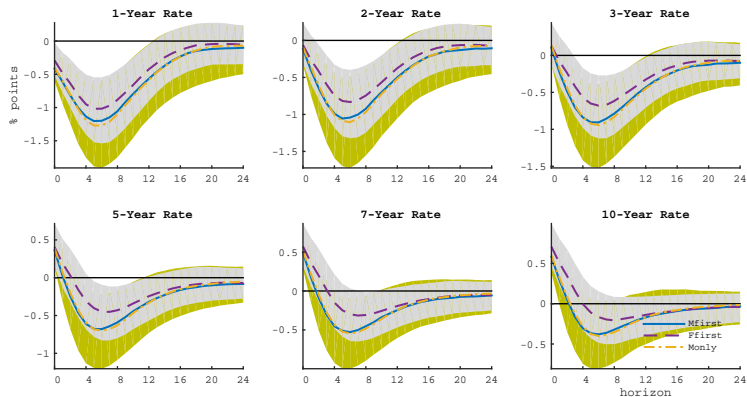 1-Year Rate 2-Year Rate 3-Year Rate
% points
0 -0.5 -1 -1.5
0 4 8 12 16 20 24
0 -0.5 -1 -1.5
0 4 8 12 16 20 24
0 -0.5 -1 -1.5
0 4 8 12 16 20 24
5-Year Rate 7-Year Rate 10-Year Rate
0.5 0 -0.5 -1
0 4 8 12 16 20 24
0.5 0 -0.5
0 4 8 12 16 20 24
0.5 0 -0.5
Mfirst
Ffirst
Monly
0 4 8 12 16 20 24
horizon